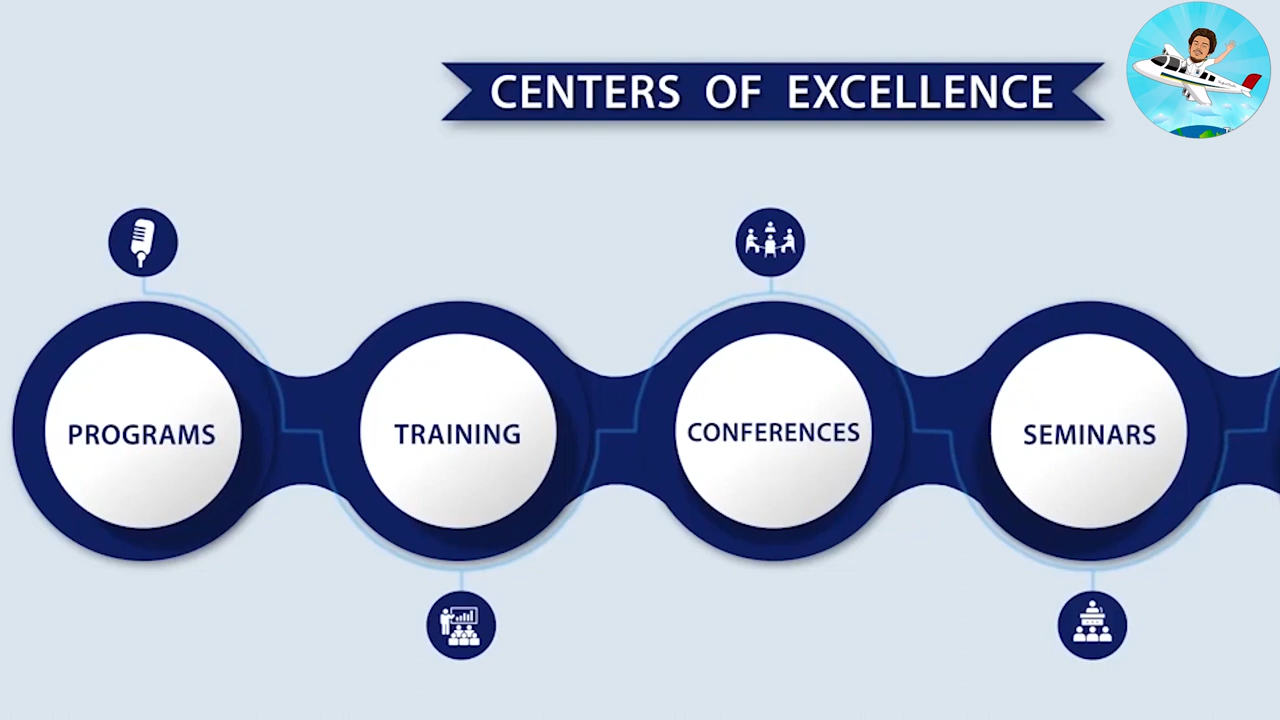 CENTERS OF EXCELLENCE
PROGRAMS
TRAINING
CONFERENCES
SEMINARS